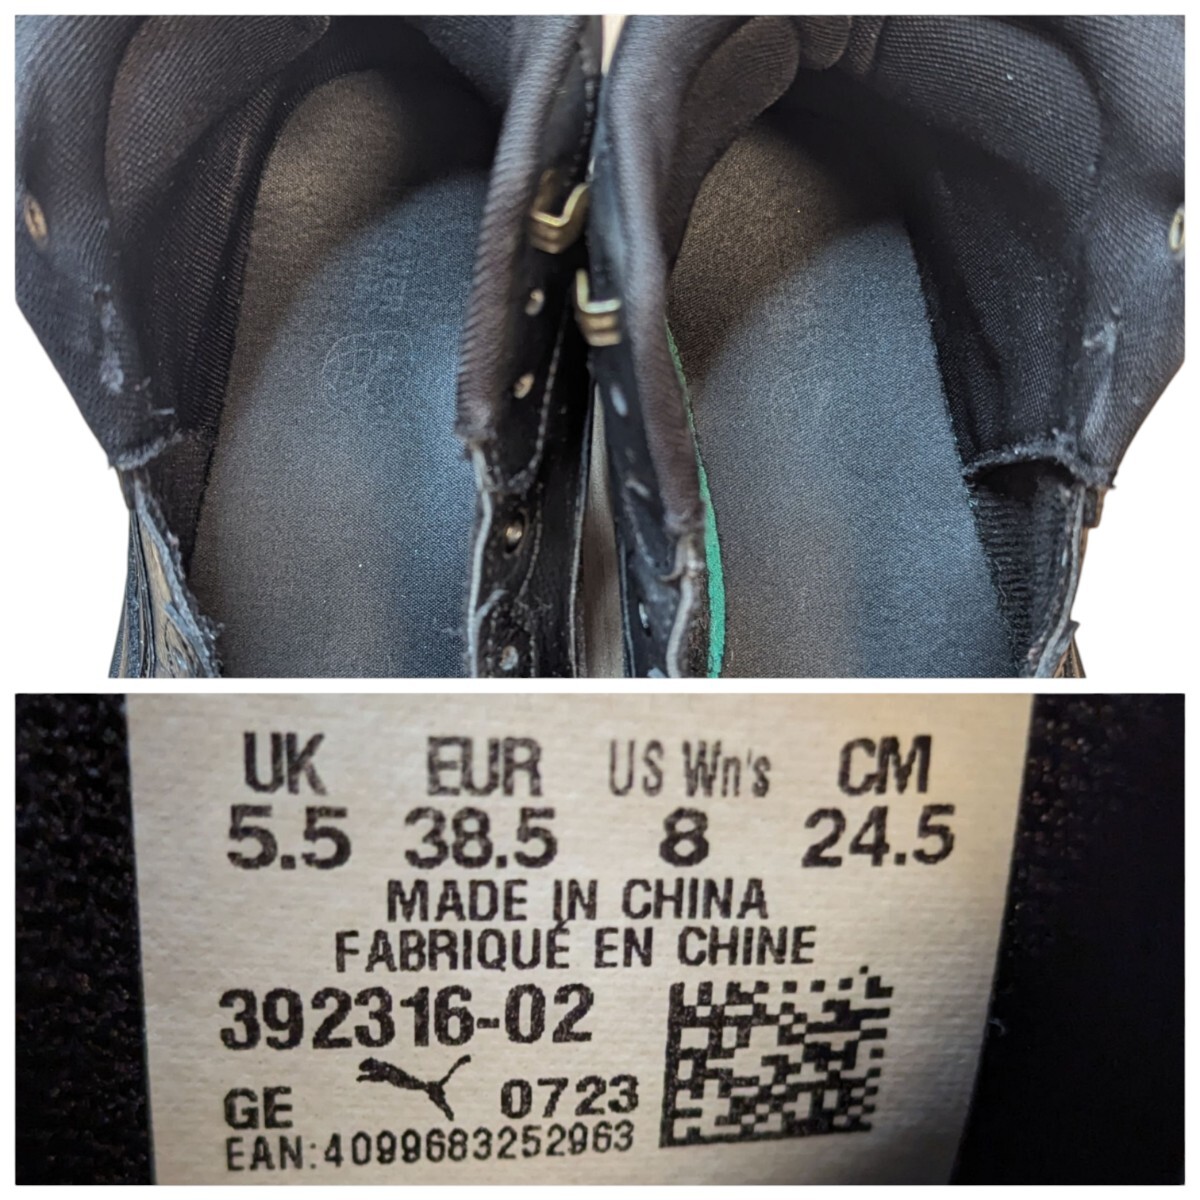 UK EUR US Wn's CM
5.5 38.5 8 24.5
MADE IN CHINA
FABRIQUÉ EN CHINE
392316-02
GE 0723
EAN:4099683252963